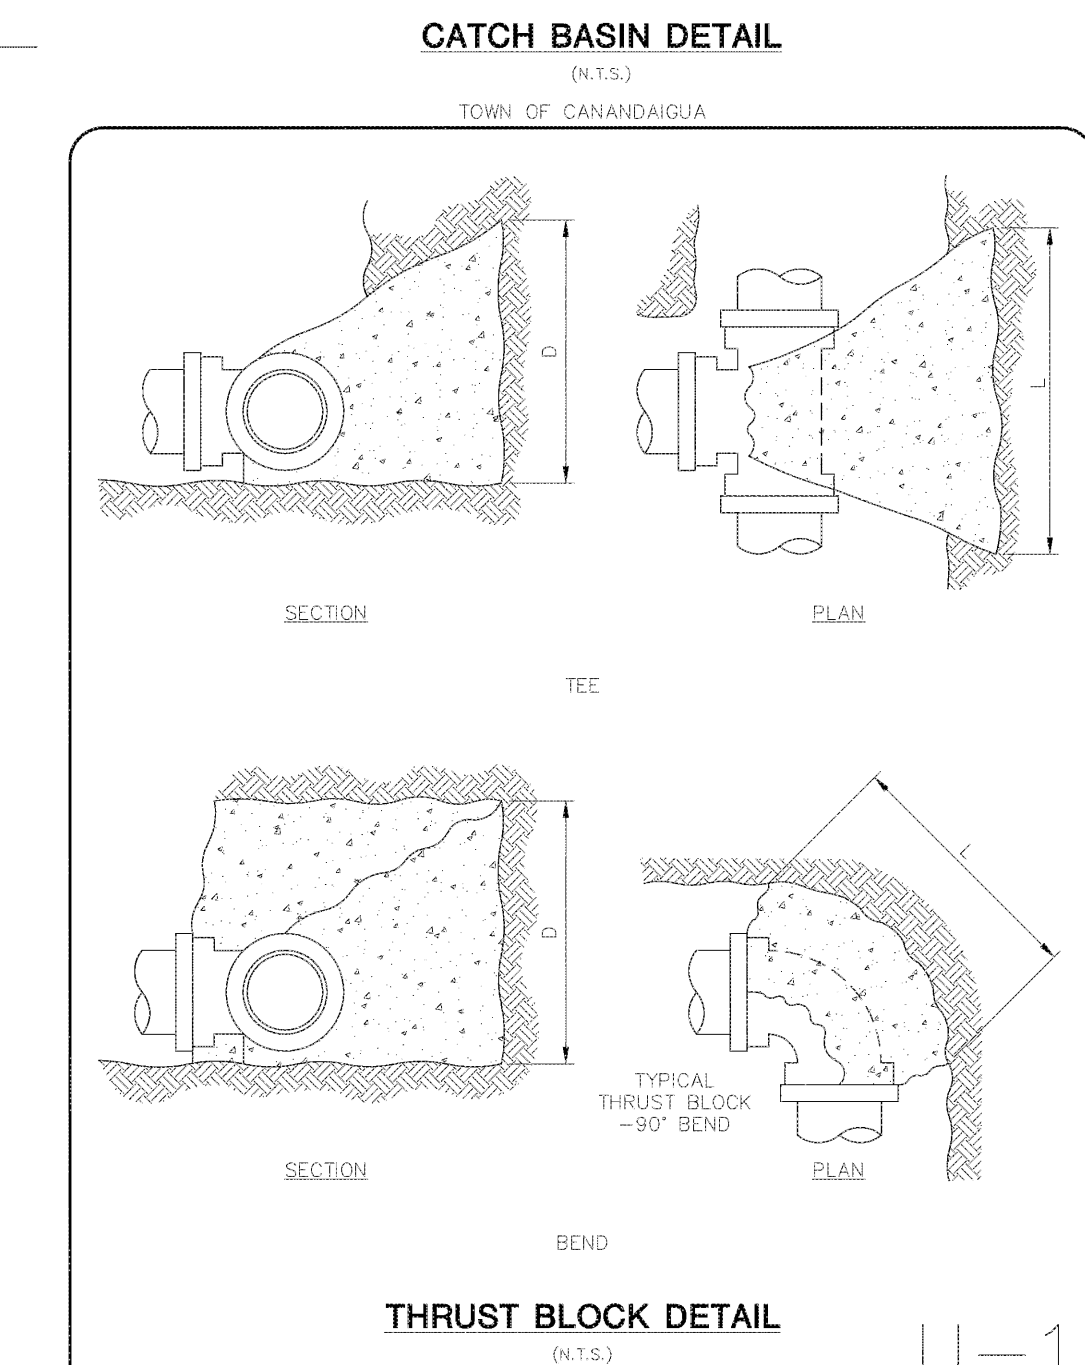 CATCH BASIN DETAIL
(N.T.S.)
TOWN OF CANANDAIGUA
D
L
SECTION
PLAN
TEE
D
L
TYPICAL
THRUST BLOCK
-90° BEND
SECTION
PLAN
BEND
THRUST BLOCK DETAIL
(N.T.S.)